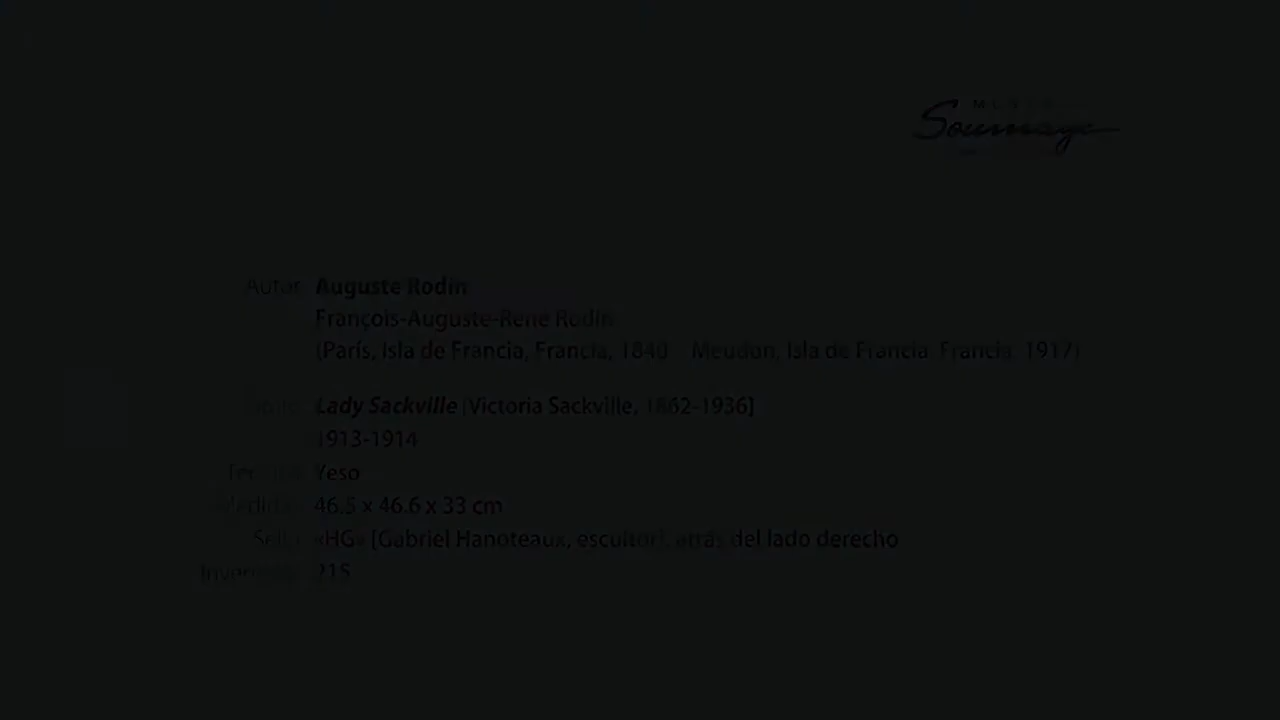 Soumaya
Autor Auguste Rodin
François-Auguste-René Rodin
(París, Isla de Francia, Francia, 1840 Meudon, Isla de Francia, Francia, 1917)
Lady Sackville [Victoria Sackville, 1862-1936]
1913-1914
Yeso
46.5 x 46.6 x 33 cm
Sello «HG» [Gabriel Hanoteaux, escultor], atrás del lado derecho
215